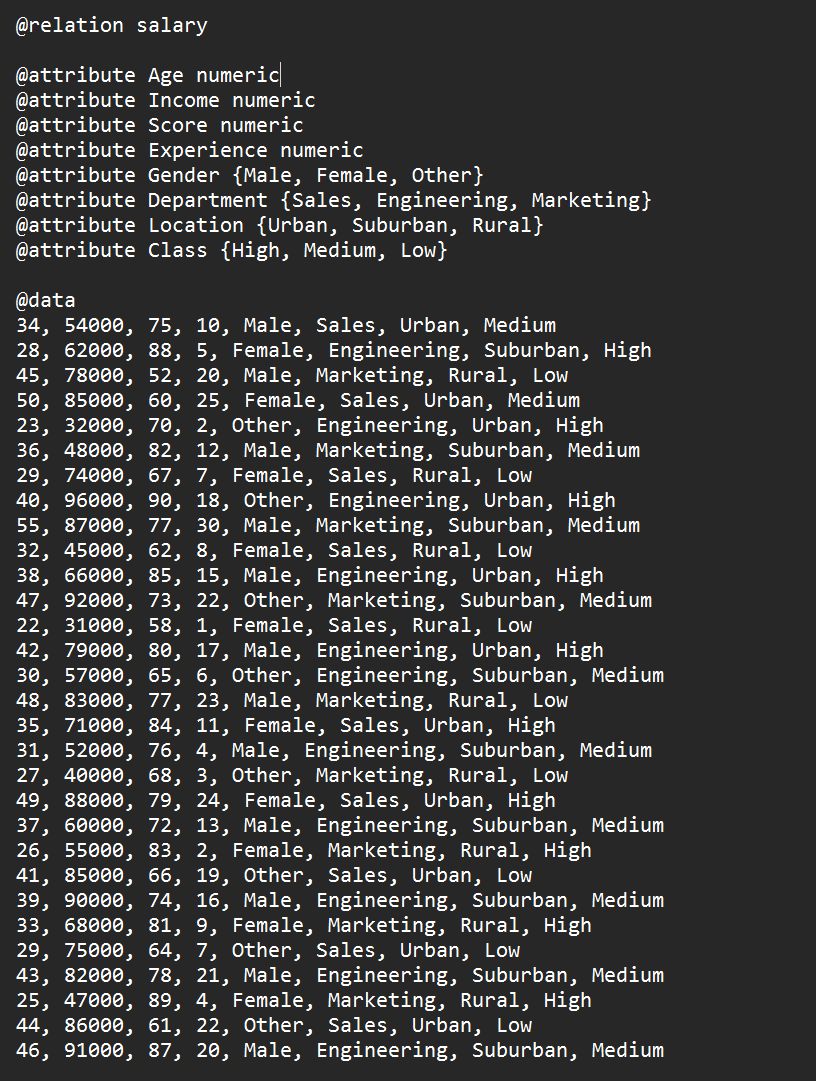 @relation salary
@attribute Age numeric
@attribute Income numeric
@attribute Score numeric
@attribute Experience numeric
@attribute Gender {Male, Female, Other}
@attribute Department {Sales, Engineering, Marketing}
@attribute Location {Urban, Suburban, Rural}
@attribute Class {High, Medium, Low}
@data
34, 54000, 75, 10, Male, Sales, Urban, Medium
28, 62000, 88, 5, Female, Engineering, Suburban, High
45, 78000, 52, 20, Male, Marketing, Rural, Low
50, 85000, 60, 25, Female, Sales, Urban, Medium
23, 32000, 70, 2, Other, Engineering, Urban, High
36, 48000, 82, 12, Male, Marketing, Suburban, Medium
29, 74000, 67, 7, Female, Sales, Rural, Low
40, 96000, 90, 18, Other, Engineering, Urban, High
55, 87000, 77, 30, Male, Marketing, Suburban, Medium
32, 45000, 62, 8, Female, Sales, Rural, Low
38, 66000, 85, 15, Male, Engineering, Urban, High
47, 92000, 73, 22, Other, Marketing, Suburban, Medium
22, 31000, 58, 1, Female, Sales, Rural, Low
42, 79000, 80, 17, Male, Engineering, Urban, High
30, 57000, 65, 6, Other, Engineering, Suburban, Medium
48, 83000, 77, 23, Male, Marketing, Rural, Low
35, 71000, 84, 11, Female, Sales, Urban, High
31, 52000, 76, 4, Male, Engineering, Suburban, Medium
27, 40000, 68, 3, Other, Marketing, Rural, Low
49, 88000, 79, 24, Female, Sales, Urban, High
37, 60000, 72, 13, Male, Engineering, Suburban, Medium
26, 55000, 83, 2, Female, Marketing, Rural, High
41, 85000, 66, 19, Other, Sales, Urban, Low
39, 90000, 74, 16, Male, Engineering, Suburban, Medium
33, 68000, 81, 9, Female, Marketing, Rural, High
29, 75000, 64, 7, Other, Sales, Urban, Low
43, 82000, 78, 21, Male, Engineering, Suburban, Medium
25, 47000, 89, 4, Female, Marketing, Rural, High
44, 86000, 61, 22, Other, Sales, Urban, Low
46, 91000, 87, 20, Male, Engineering, Suburban, Medium